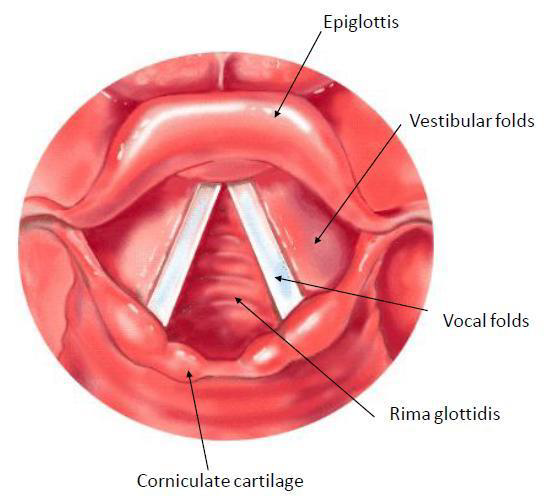 Epiglottis
Vestibular folds
Vocal folds
Rima glottidis
Corniculate cartilage